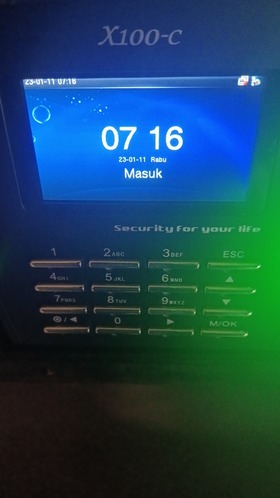 X100-C
23-01-11 07:16
07 16
23-01-11 Rabu
Masuk
Security for your life
1 2ABC 3DEF ESC
4GHI 5JKL 6MNO ▲
7PQRS 8TUV 9WXYZ ▼
/◀ 0 ▶ M/OK